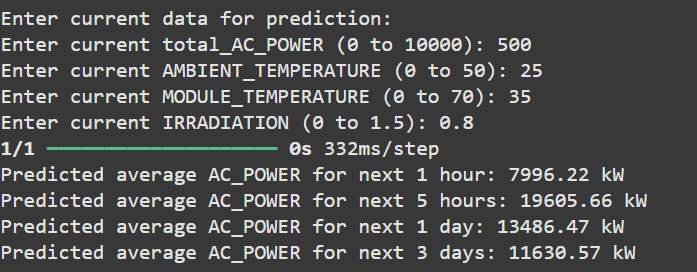 Enter current data for prediction:
Enter current total_AC_POWER (0 to 10000): 500
Enter current AMBIENT_TEMPERATURE (0 to 50): 25
Enter current MODULE_TEMPERATURE (0 to 70): 35
Enter current IRRADIATION (0 to 1.5): 0.8
1/1 ━━━━━━━━━━━━━━━━━━━━ 0s 332ms/step
Predicted average AC_POWER for next 1 hour: 7996.22 kW
Predicted average AC_POWER for next 5 hours: 19605.66 kW
Predicted average AC_POWER for next 1 day: 13486.47 kW
Predicted average AC_POWER for next 3 days: 11630.57 kW